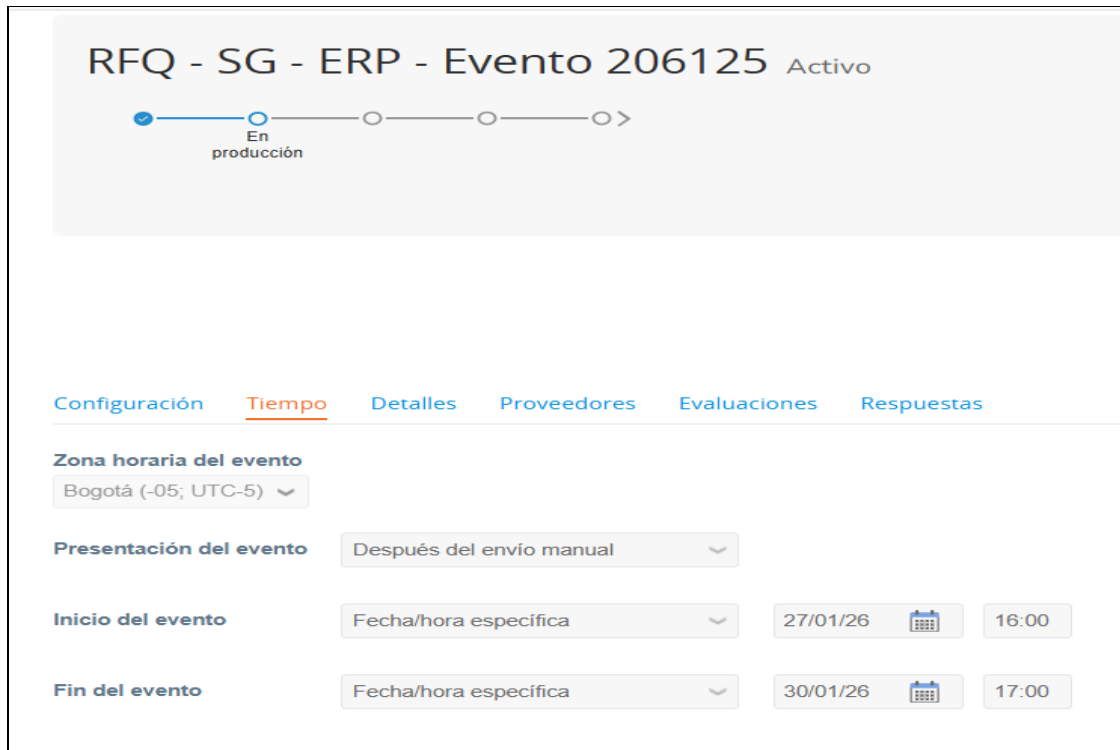 RFQ - SG - ERP - Evento 206125 Activo
En
producción
Configuración Tiempo Detalles Proveedores Evaluaciones Respuestas
Zona horaria del evento
Bogotá (-05; UTC-5)
Presentación del evento Después del envío manual
Inicio del evento Fecha/hora específica 27/01/26 16:00
Fin del evento Fecha/hora específica 30/01/26 17:00